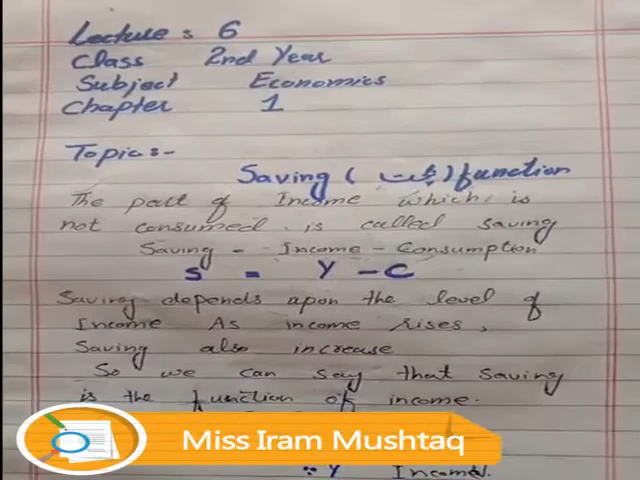 Lecture : 6
Class 2nd Year
Subject Economics
Chapter 1
Topic :-
Saving (بچت) function
The part of Income which is
not consumed is called saving
Saving = Income - Consumption
S = Y - C
Saving depends apon the level of
Income As income rises,
Saving also increase
So we can say that saving
is the function of income.
Miss Iram Mushtaq
∵ Y Income.